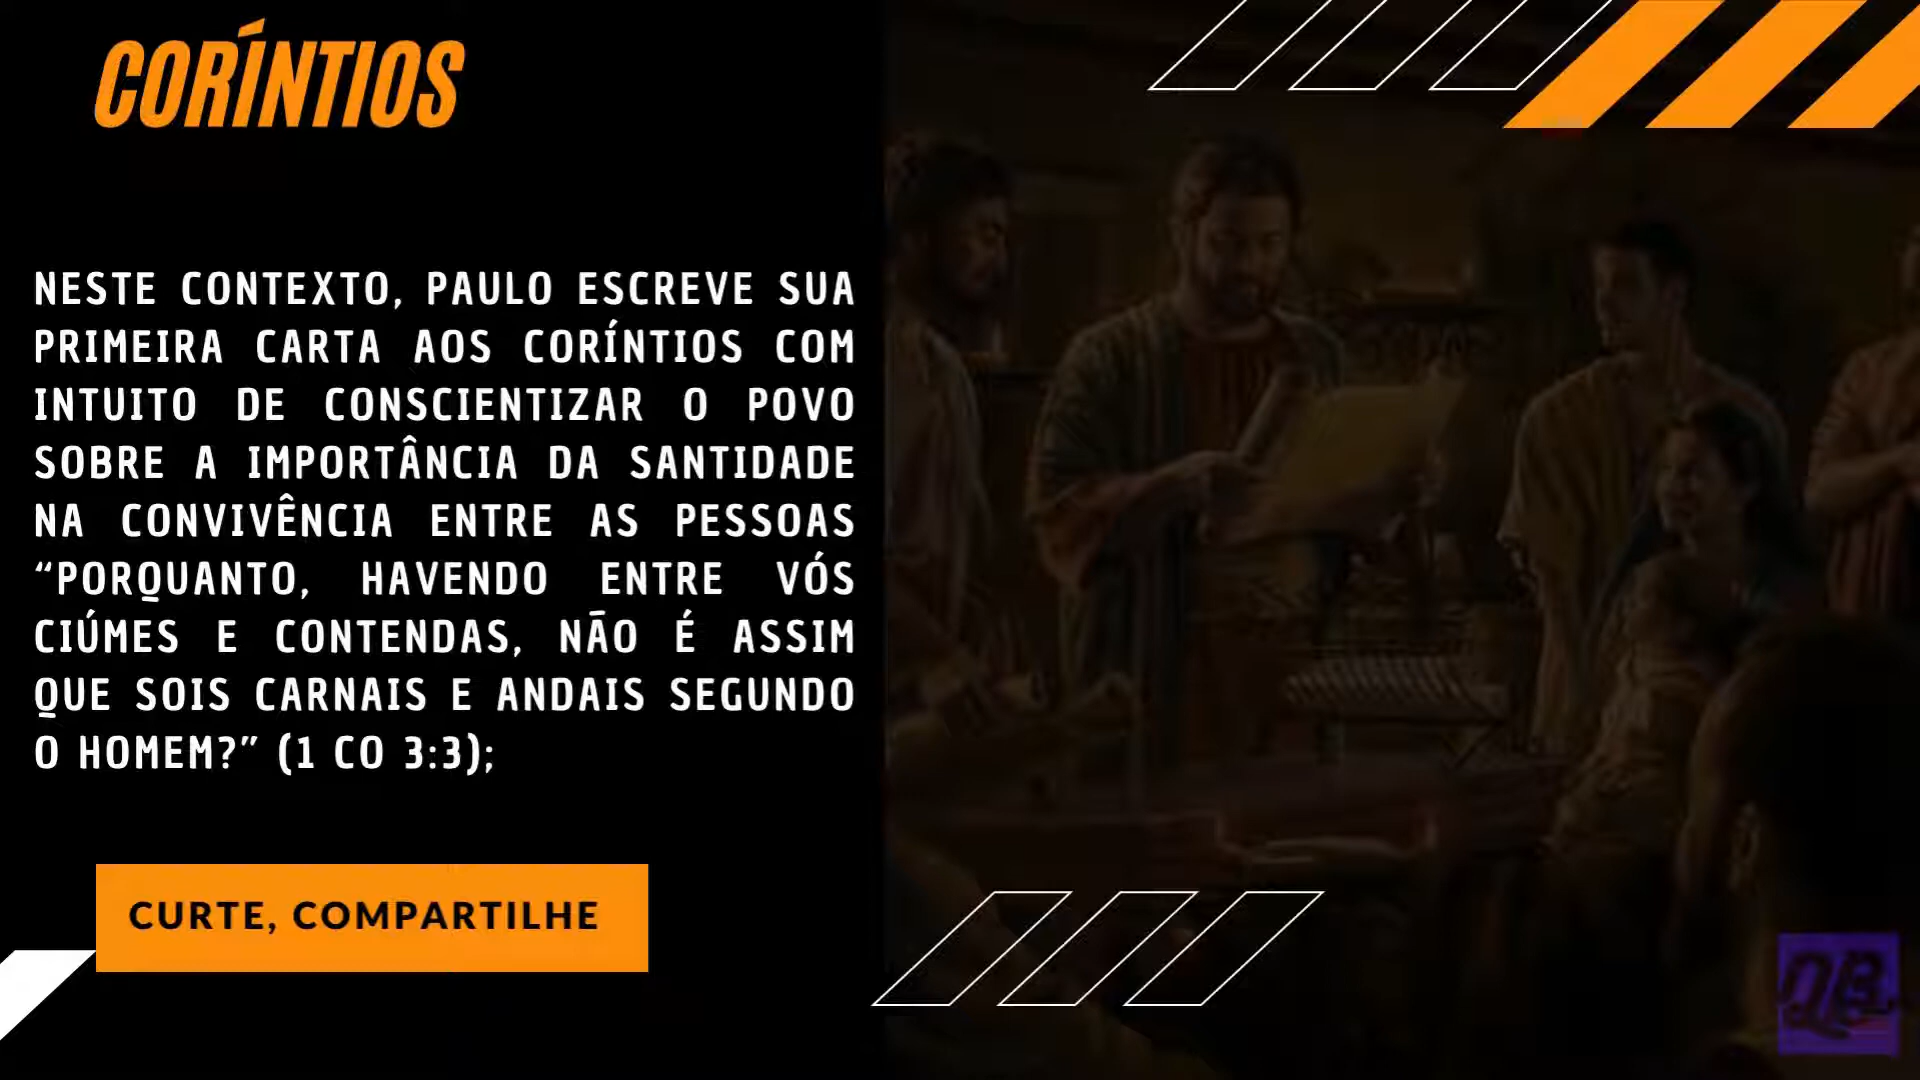 CORÍNTIOS
NESTE CONTEXTO, PAULO ESCREVE SUA
PRIMEIRA CARTA AOS CORÍNTIOS COM
INTUITO DE CONSCIENTIZAR O POVO
SOBRE A IMPORTÂNCIA DA SANTIDADE
NA CONVIVÊNCIA ENTRE AS PESSOAS
“PORQUANTO, HAVENDO ENTRE VÓS
CIÚMES E CONTENDAS, NÃO É ASSIM
QUE SOIS CARNAIS E ANDAIS SEGUNDO
O HOMEM?” (1 CO 3:3);
CURTE, COMPARTILHE
QB